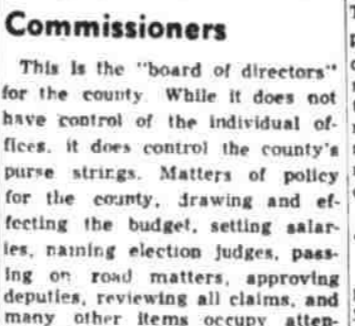 Commissioners
This is the "board of directors"
for the county. While it does not
have control of the individual of-
fices, it does control the county's
purse strings. Matters of policy
for the county, drawing and ef-
fecting the budget, setting salar-
ies, naming election judges, pass-
ing on road matters, approving
deputies, reviewing all claims, and
many other items occupy atten-